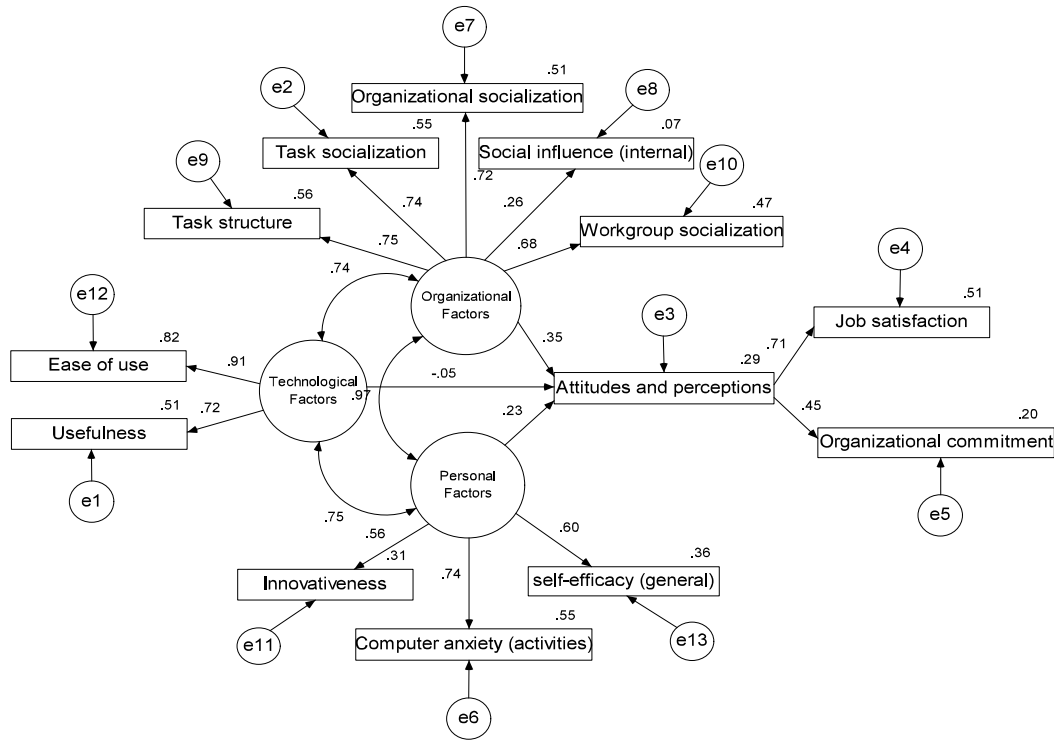 e7
.51
Organizational socialization
e2
.55
Task socialization
e8
.07
Social influence (internal)
e9
.56
Task structure
e10
.47
Workgroup socialization
.72
.74
.26
.75
.68
.74
Organizational
Factors
e12
.82
Ease of use
.91
e4
.51
Job satisfaction
e3
.35
.29
.71
Attitudes and perceptions
Technological
Factors
-.05
.97
.51
.72
Usefulness
e1
.23
.45
.20
Organizational commitment
e5
Personal
Factors
.75
.56
.31
Innovativeness
e11
.74
.60
.36
self-efficacy (general)
e13
.55
Computer anxiety (activities)
e6